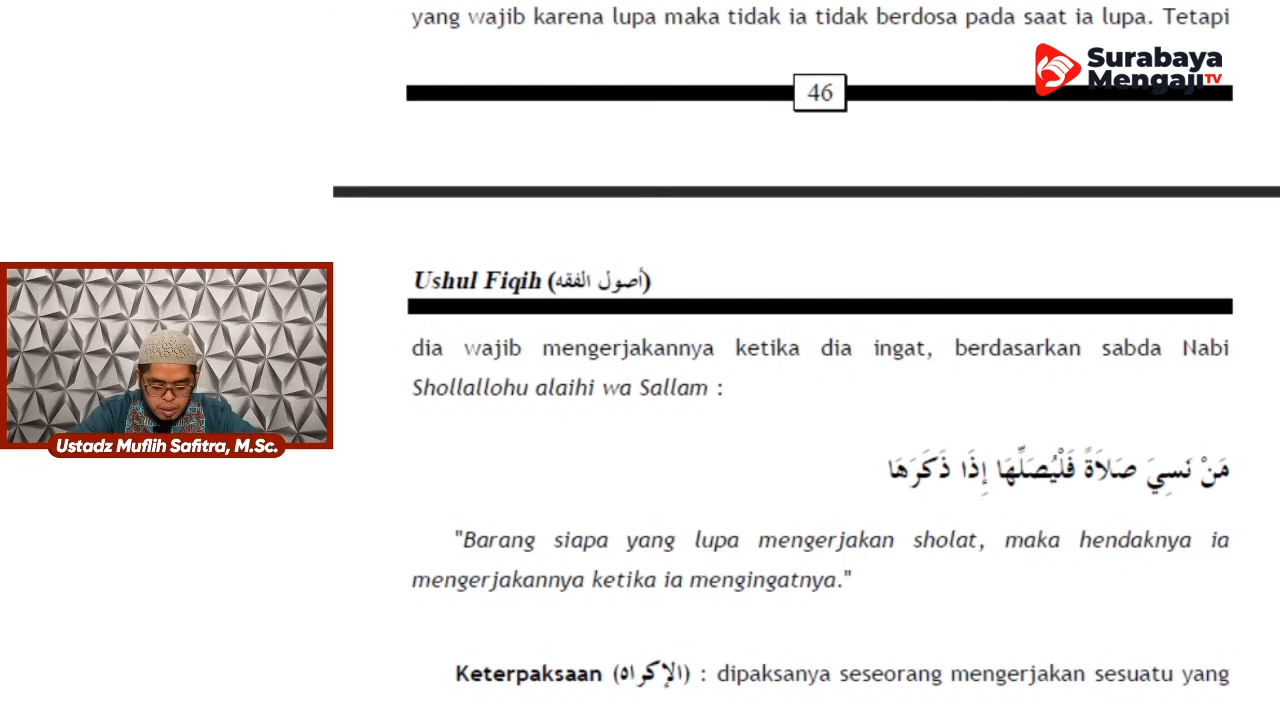 yang wajib karena lupa maka tidak ia tidak berdosa pada saat ia lupa. Tetapi
Surabaya
Mengaji TV
46
Ushul Fiqih (أصول الفقه)
dia wajib mengerjakannya ketika dia ingat, berdasarkan sabda Nabi
Shollallohu alaihi wa Sallam :
مَنْ نَسِيَ صَلَاةً فَلْيُصَلِّهَا إِذَا ذَكَرَهَا
"Barang siapa yang lupa mengerjakan sholat, maka hendaknya ia
mengerjakannya ketika ia mengingatnya."
Keterpaksaan (الإكراه) : dipaksanya seseorang mengerjakan sesuatu yang
Ustadz Muflih Safitra, M.Sc.